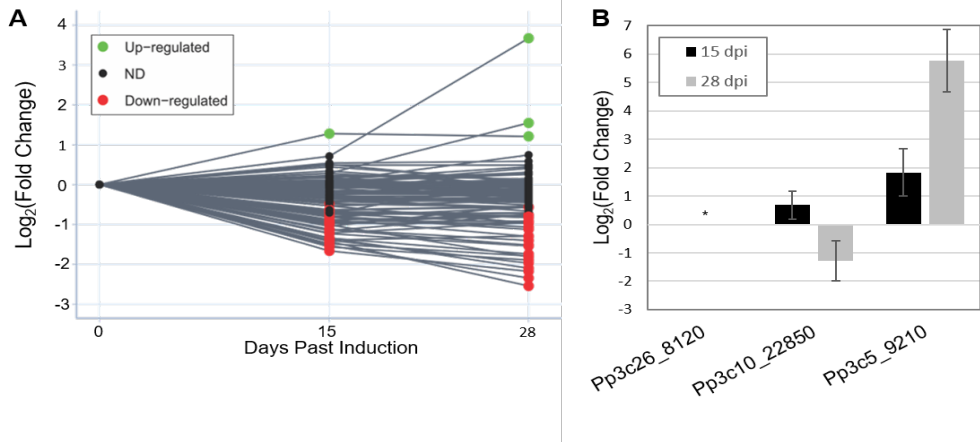 A
Log2(Fold Change)
4
3
2
1
0
-1
-2
-3
Up−regulated
ND
Down−regulated
0
15
28
Days Past Induction
B
Log2(Fold Change)
7
6
5
4
3
2
1
0
-1
-2
-3
15 dpi
28 dpi
*
Pp3c26_8120
Pp3c10_22850
Pp3c5_9210